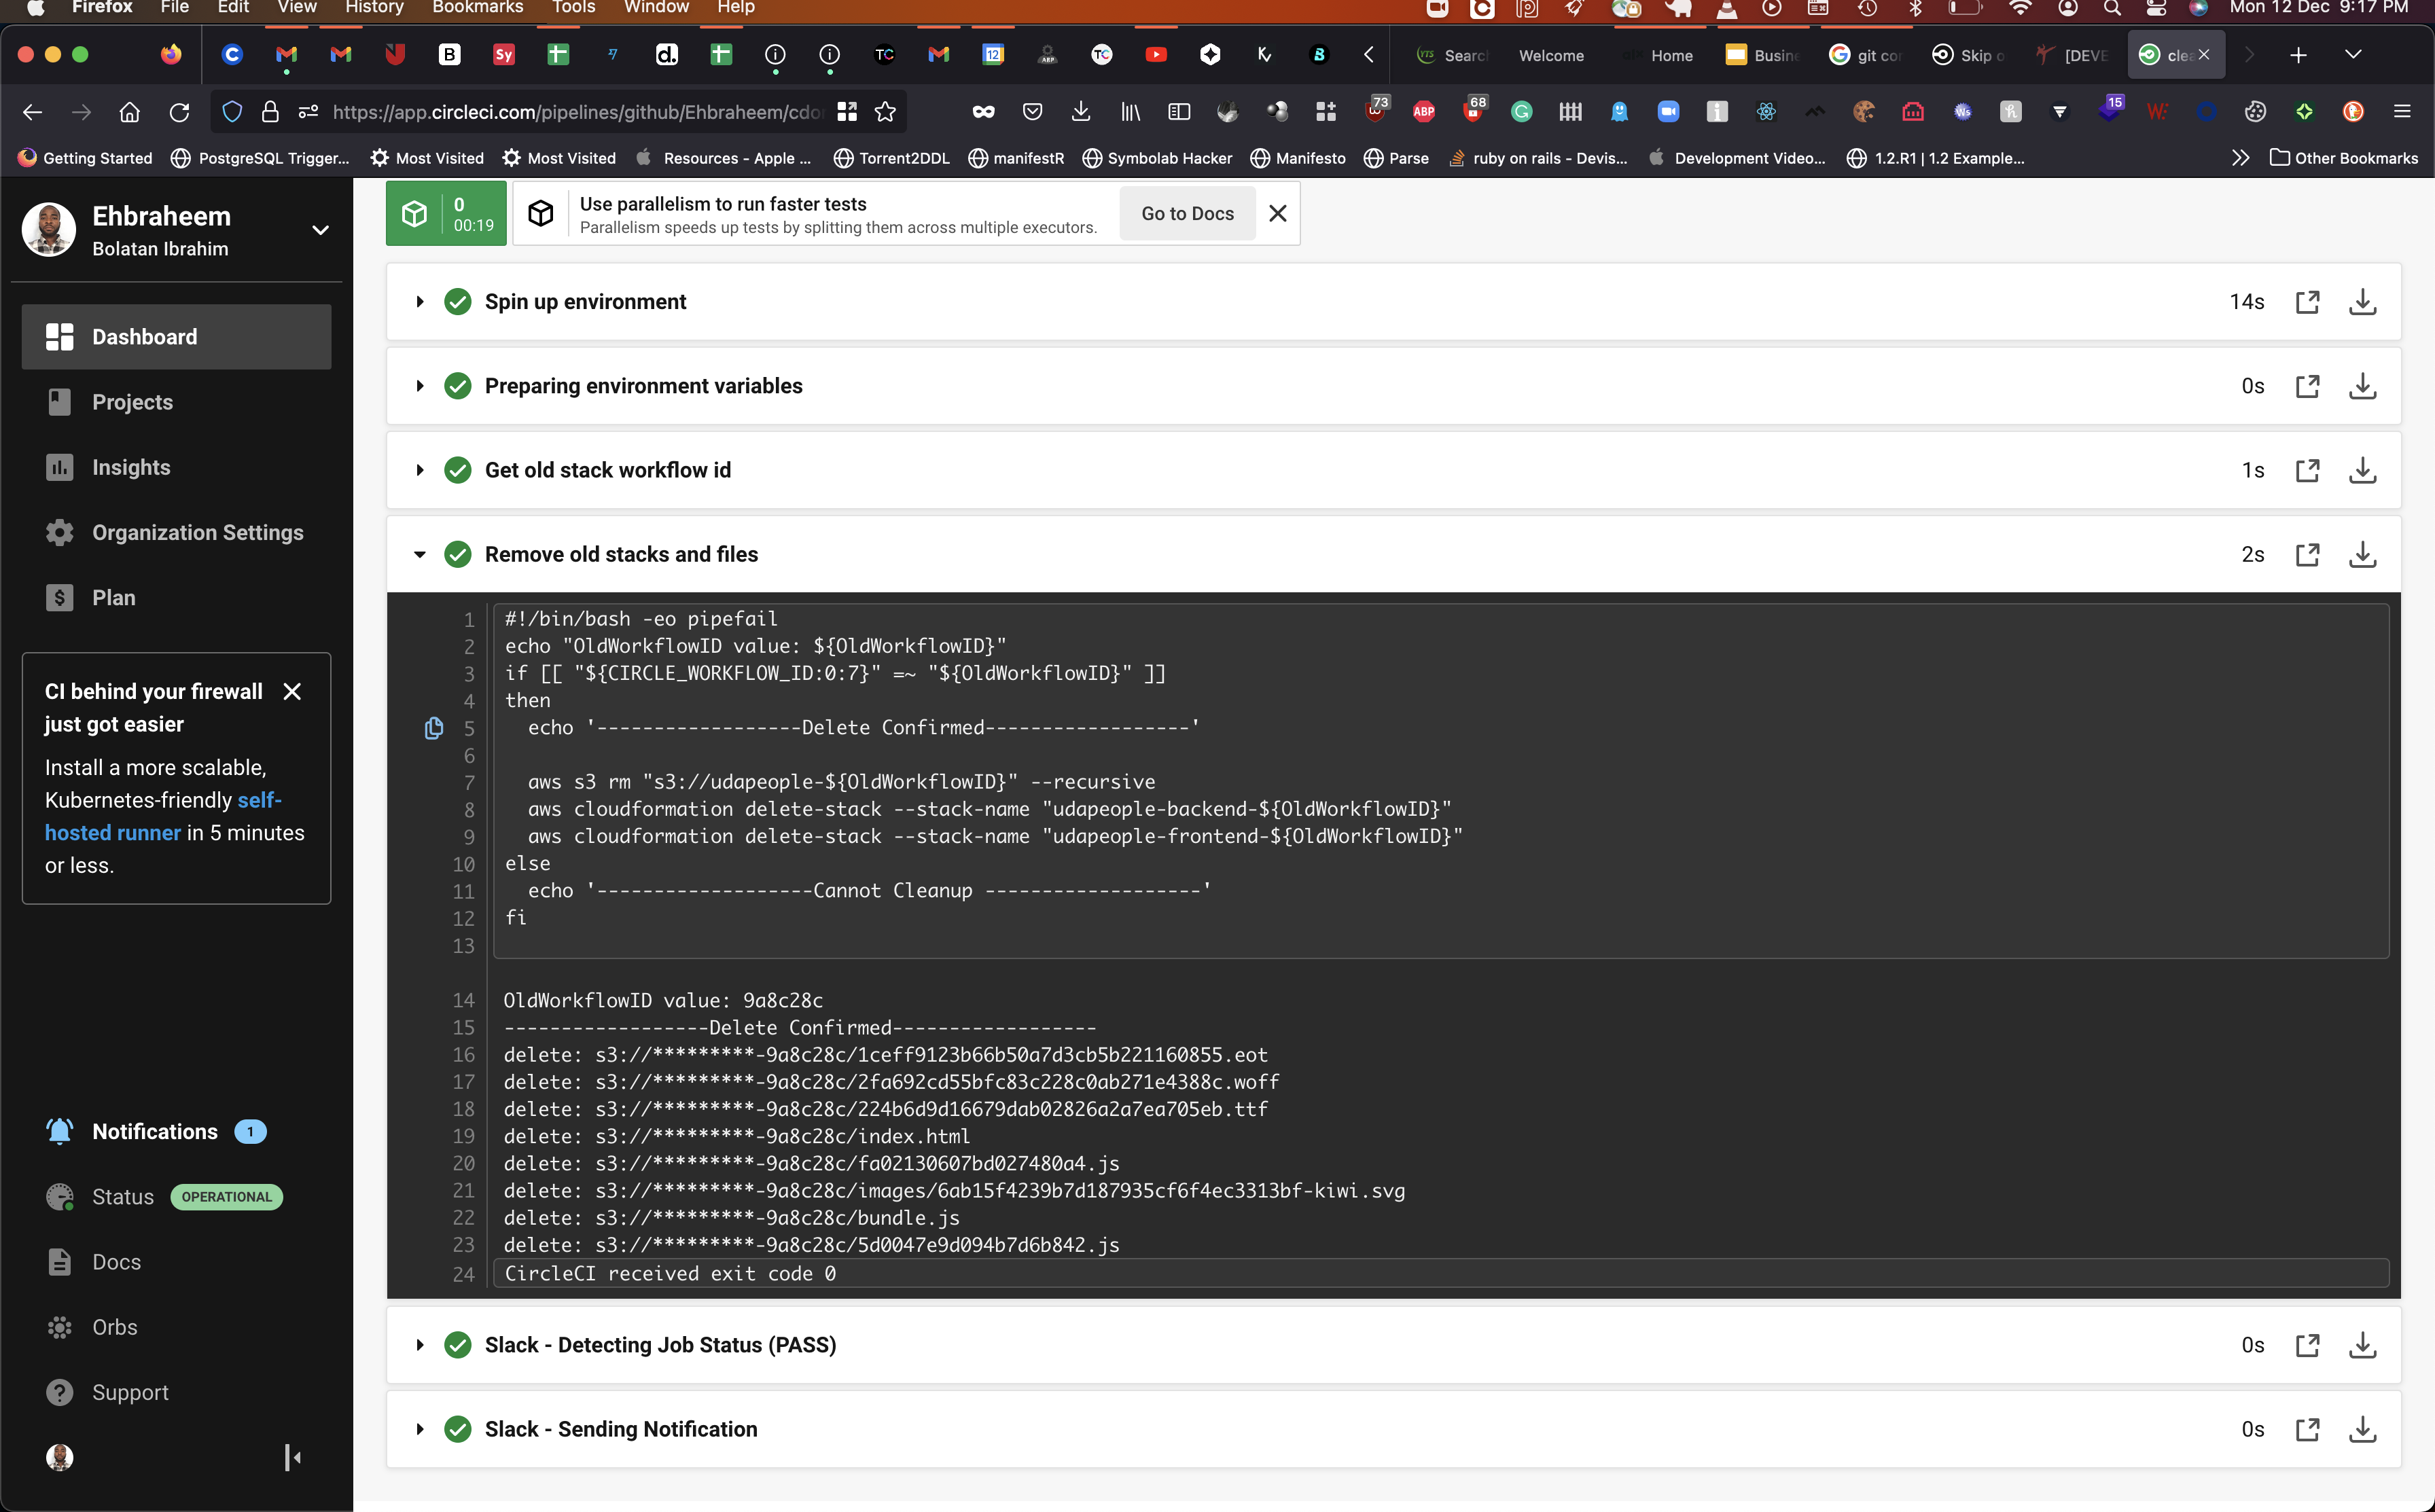 Firefox File Edit View History Bookmarks Tools Window Help Mon 12 Dec 9:17 PM
Search Welcome Home Busine git co Skip o [DEVE clea
https://app.circleci.com/pipelines/github/Ehbraheem/cdo 73 ABP 68 15
Getting Started PostgreSQL Trigger... Most Visited Most Visited Resources - Apple ... Torrent2DDL manifestR Symbolab Hacker Manifesto Parse ruby on rails - Devis... Development Video... 1.2.R1 | 1.2 Example... Other Bookmarks
Ehbraheem
Bolatan Ibrahim
Dashboard
Projects
Insights
Organization Settings
Plan
CI behind your firewall
just got easier
Install a more scalable,
Kubernetes-friendly self-
hosted runner in 5 minutes
or less.
Notifications 1
Status OPERATIONAL
Docs
Orbs
Support
0
00:19
Use parallelism to run faster tests
Parallelism speeds up tests by splitting them across multiple executors.
Go to Docs
Spin up environment 14s
Preparing environment variables 0s
Get old stack workflow id 1s
Remove old stacks and files 2s
1 #!/bin/bash -eo pipefail
2 echo "OldWorkflowID value: ${OldWorkflowID}"
3 if [[ "${CIRCLE_WORKFLOW_ID:0:7}" =~ "${OldWorkflowID}" ]]
4 then
5 echo '------------------Delete Confirmed------------------'
6
7 aws s3 rm "s3://udapeople-${OldWorkflowID}" --recursive
8 aws cloudformation delete-stack --stack-name "udapeople-backend-${OldWorkflowID}"
9 aws cloudformation delete-stack --stack-name "udapeople-frontend-${OldWorkflowID}"
10 else
11 echo '-------------------Cannot Cleanup -------------------'
12 fi
13
14 OldWorkflowID value: 9a8c28c
15 ------------------Delete Confirmed------------------
16 delete: s3://*********-9a8c28c/1ceff9123b66b50a7d3cb5b221160855.eot
17 delete: s3://*********-9a8c28c/2fa692cd55bfc83c228c0ab271e4388c.woff
18 delete: s3://*********-9a8c28c/224b6d9d16679dab02826a2a7ea705eb.ttf
19 delete: s3://*********-9a8c28c/index.html
20 delete: s3://*********-9a8c28c/fa02130607bd027480a4.js
21 delete: s3://*********-9a8c28c/images/6ab15f4239b7d187935cf6f4ec3313bf-kiwi.svg
22 delete: s3://*********-9a8c28c/bundle.js
23 delete: s3://*********-9a8c28c/5d0047e9d094b7d6b842.js
24 CircleCI received exit code 0
Slack - Detecting Job Status (PASS) 0s
Slack - Sending Notification 0s